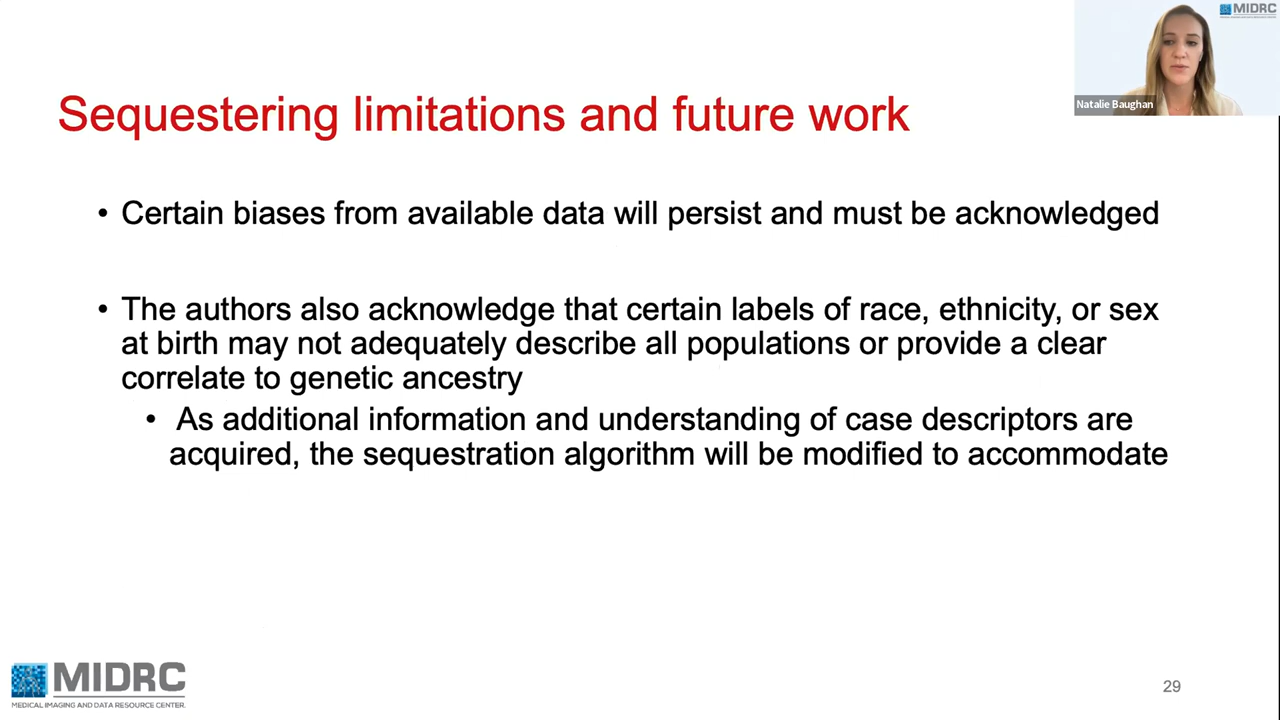 MIDRC
Natalie Baughan
Sequestering limitations and future work
• Certain biases from available data will persist and must be acknowledged
• The authors also acknowledge that certain labels of race, ethnicity, or sex
at birth may not adequately describe all populations or provide a clear
correlate to genetic ancestry
• As additional information and understanding of case descriptors are
acquired, the sequestration algorithm will be modified to accommodate
MIDRC
MEDICAL IMAGING AND DATA RESOURCE CENTER.
29